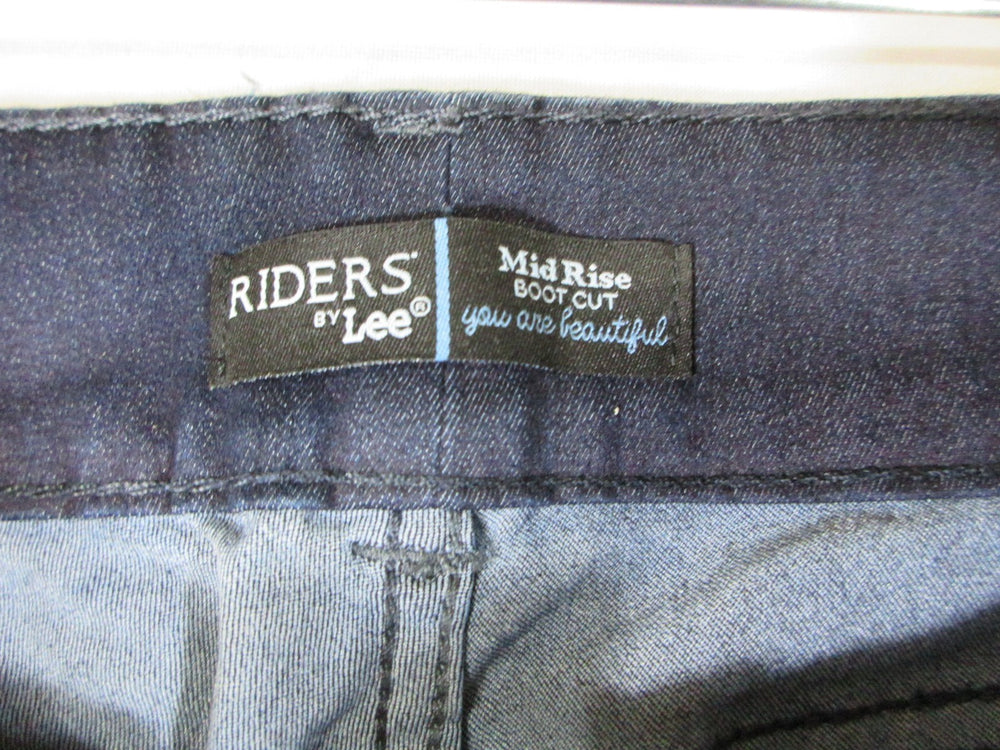 RIDERS
BY Lee®
Mid Rise
BOOT CUT
you are beautiful